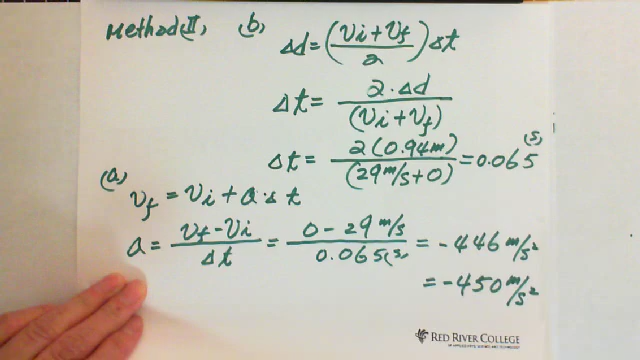 Method(II), (b) Δd = (Vi + Vf / 2) Δt
Δt = 2 · Δd / (Vi + Vf)
Δt = 2(0.94m) / (29m/s + 0) = 0.065 (s)
(a)
Vf = Vi + a · Δt
a = Vf - Vi / Δt = 0 - 29 m/s / 0.065(s) = -446 m/s²
= -450 m/s²
RED RIVER COLLEGE